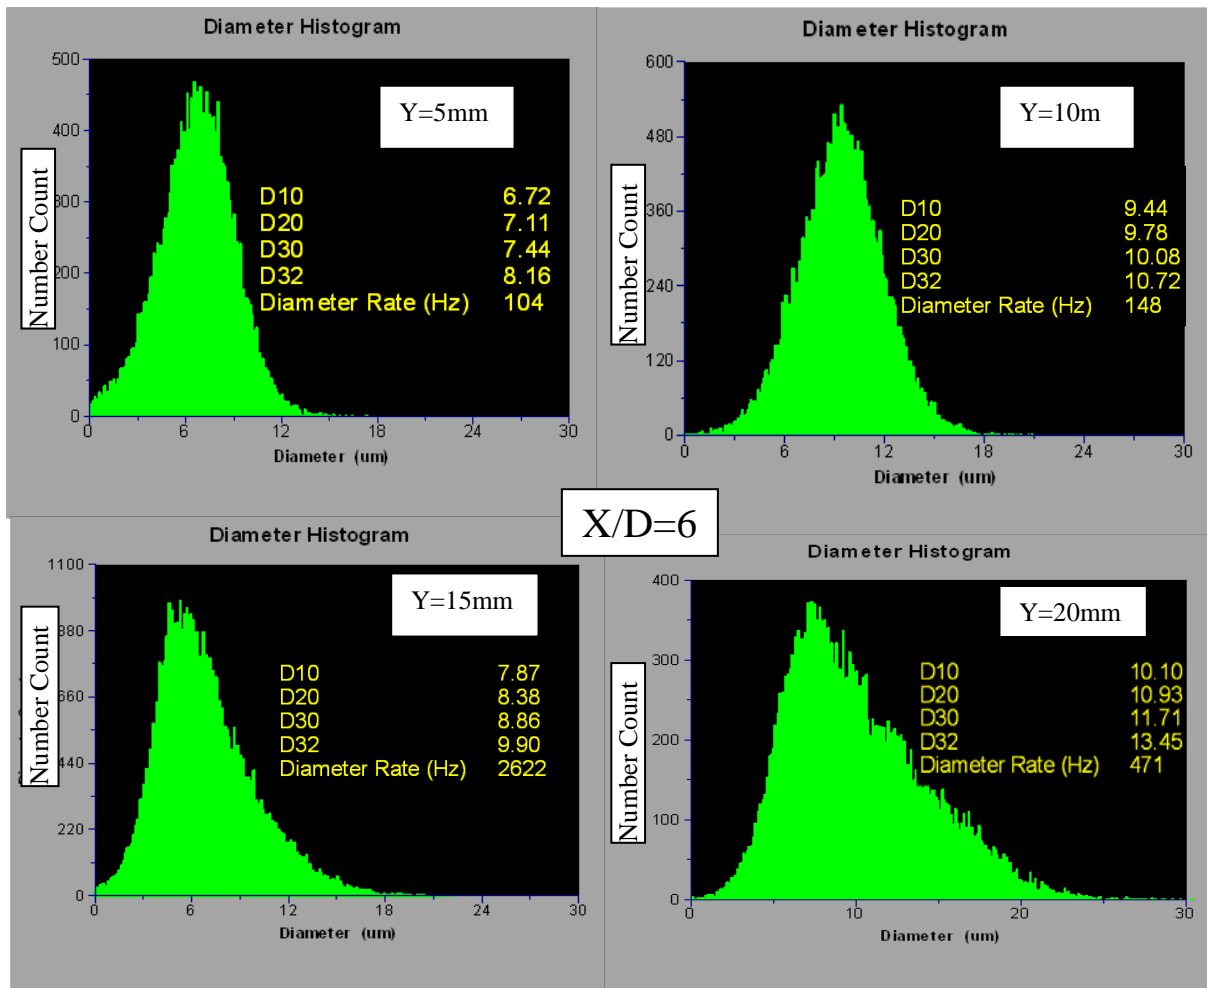 Diameter Histogram
500
400
300
200
100
0
0
6
12
18
24
30
Number Count
Diameter (um)
Y=5mm
D10 6.72
D20 7.11
D30 7.44
D32 8.16
Diameter Rate (Hz) 104
Diameter Histogram
600
480
360
240
120
0
0
6
12
18
24
30
Number Count
Diameter (um)
Y=10m
D10 9.44
D20 9.78
D30 10.08
D32 10.72
Diameter Rate (Hz) 148
X/D=6
Diameter Histogram
1100
880
660
440
220
0
0
6
12
18
24
30
Number Count
Diameter (um)
Y=15mm
D10 7.87
D20 8.38
D30 8.86
D32 9.90
Diameter Rate (Hz) 2622
Diameter Histogram
400
300
200
100
0
0
10
20
30
Number Count
Diameter (um)
Y=20mm
D10 10.10
D20 10.93
D30 11.71
D32 13.45
Diameter Rate (Hz) 471